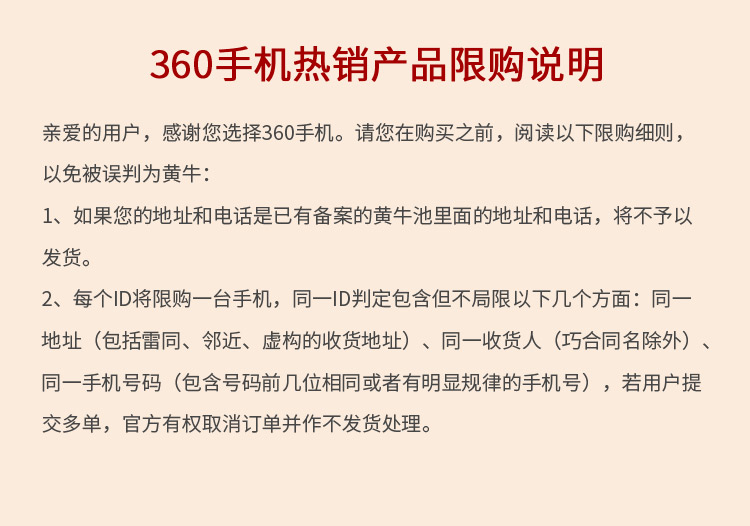 360手机热销产品限购说明
亲爱的用户，感谢您选择360手机。请您在购买之前，阅读以下限购细则，
以免被误判为黄牛：
1、如果您的地址和电话是已有备案的黄牛池里面的地址和电话，将不予以
发货。
2、每个ID将限购一台手机，同一ID判定包含但不局限以下几个方面：同一
地址（包括雷同、邻近、虚构的收货地址）、同一收货人（巧合同名除外）、
同一手机号码（包含号码前几位相同或者有明显规律的手机号），若用户提
交多单，官方有权取消订单并作不发货处理。